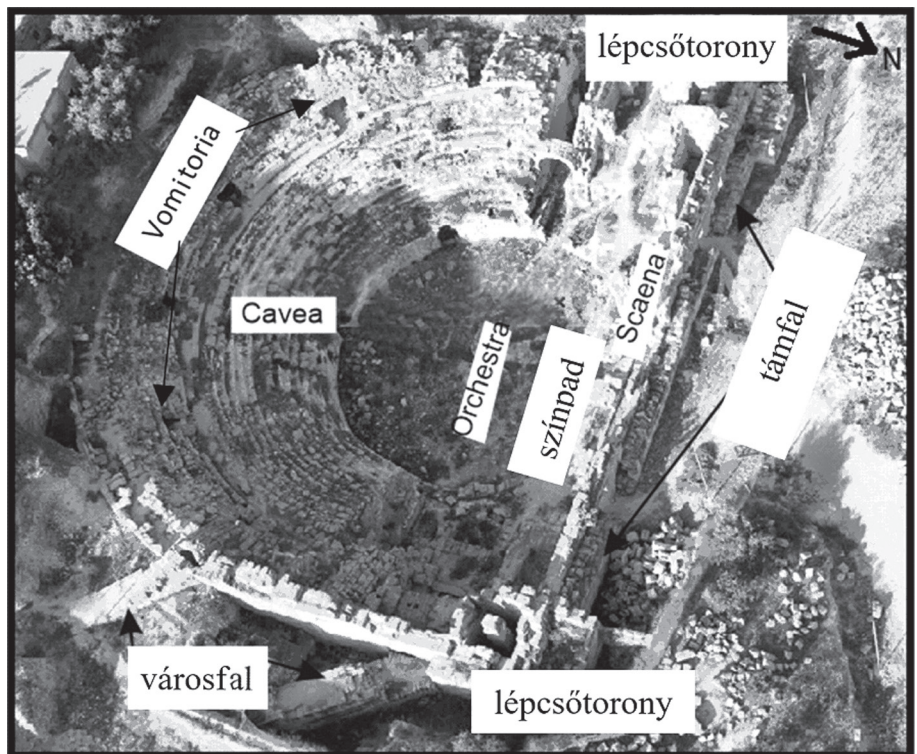 lépcsőtorony
N
Vomitoria
Cavea
Scaena
támfal
Orchestra
színpad
városfal
lépcsőtorony